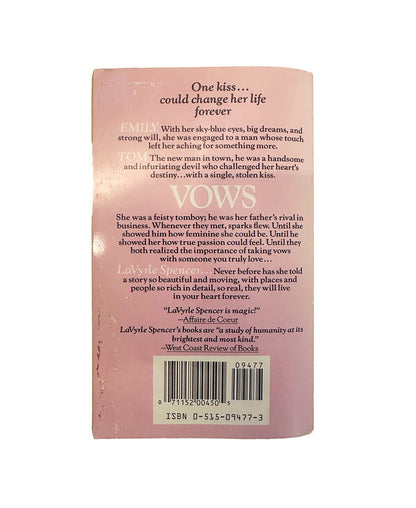 One kiss...
could change her life
forever
EMILY With her sky-blue eyes, big dreams, and
strong will, she was engaged to a man whose touch
left her aching for something more.
TOM The new man in town, he was a handsome
and infuriating devil who challenged her heart's
destiny...with a single, stolen kiss.
VOWS
She was a feisty tomboy; he was her father's rival in
business. Whenever they met, sparks flew. Until she
showed him how feminine she could be. Until he
showed her how true passion could feel. Until they
both realized the importance of taking vows
with someone you truly love...
LaVyrle Spencer... Never before has she told
a story so beautiful and moving, with places and
people so rich in detail, so real, they will live
in your heart forever.
"LaVyrle Spencer is magic!"
—Affaire de Coeur
LaVyrle Spencer's books are "a study of humanity at its
brightest and most kind."
—West Coast Review of Books
09477
0 71152 00450 5
ISBN 0-515-09477-3